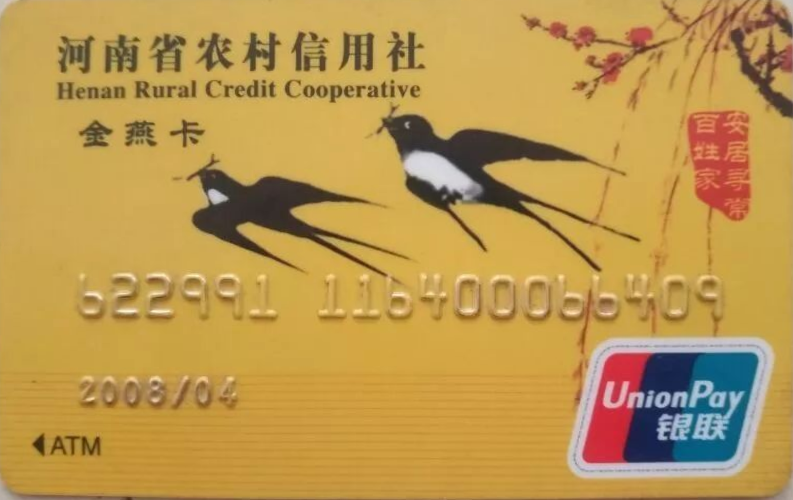 河南省农村信用社
Henan Rural Credit Cooperative
金燕卡
安居寻常
百姓家
622991 1164000066409
2008/04
ATM
UnionPay
银联